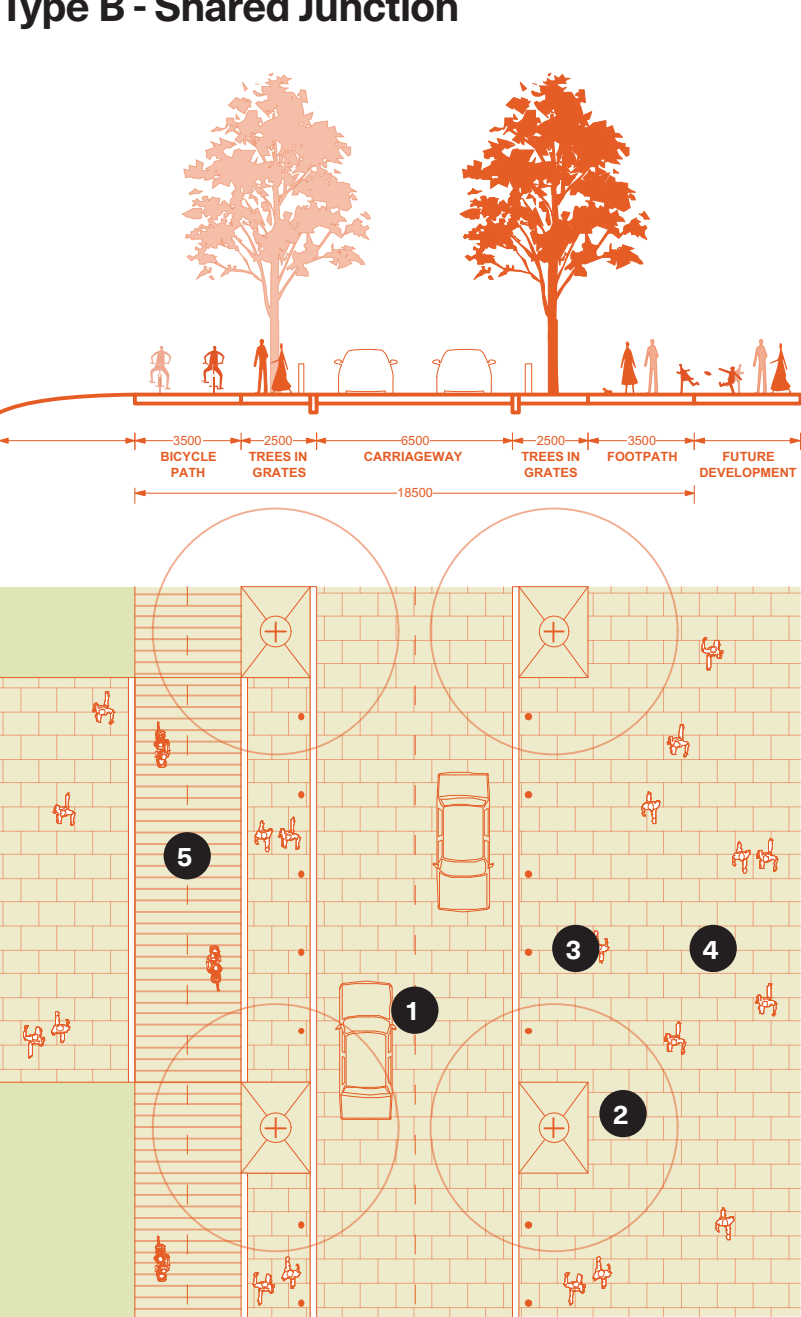 Type B - Shared Junction
3500
2500
6500
2500
3500
BICYCLE PATH
TREES IN GRATES
CARRIAGEWAY
TREES IN GRATES
FOOTPATH
FUTURE DEVELOPMENT
18500
5
3
4
1
2